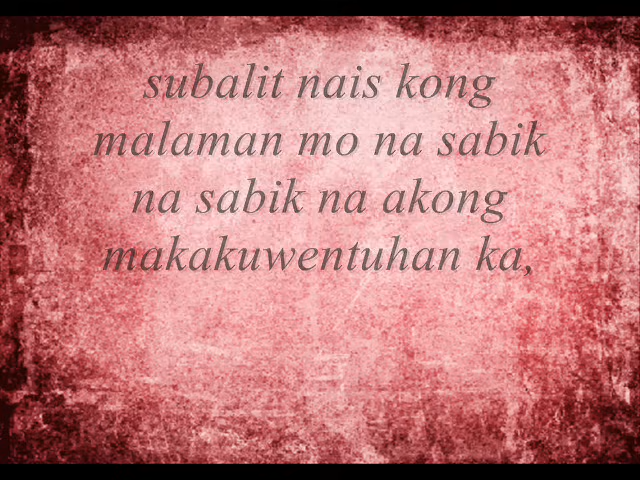 subalit nais kong
malaman mo na sabik
na sabik na akong
makakuwentuhan ka,